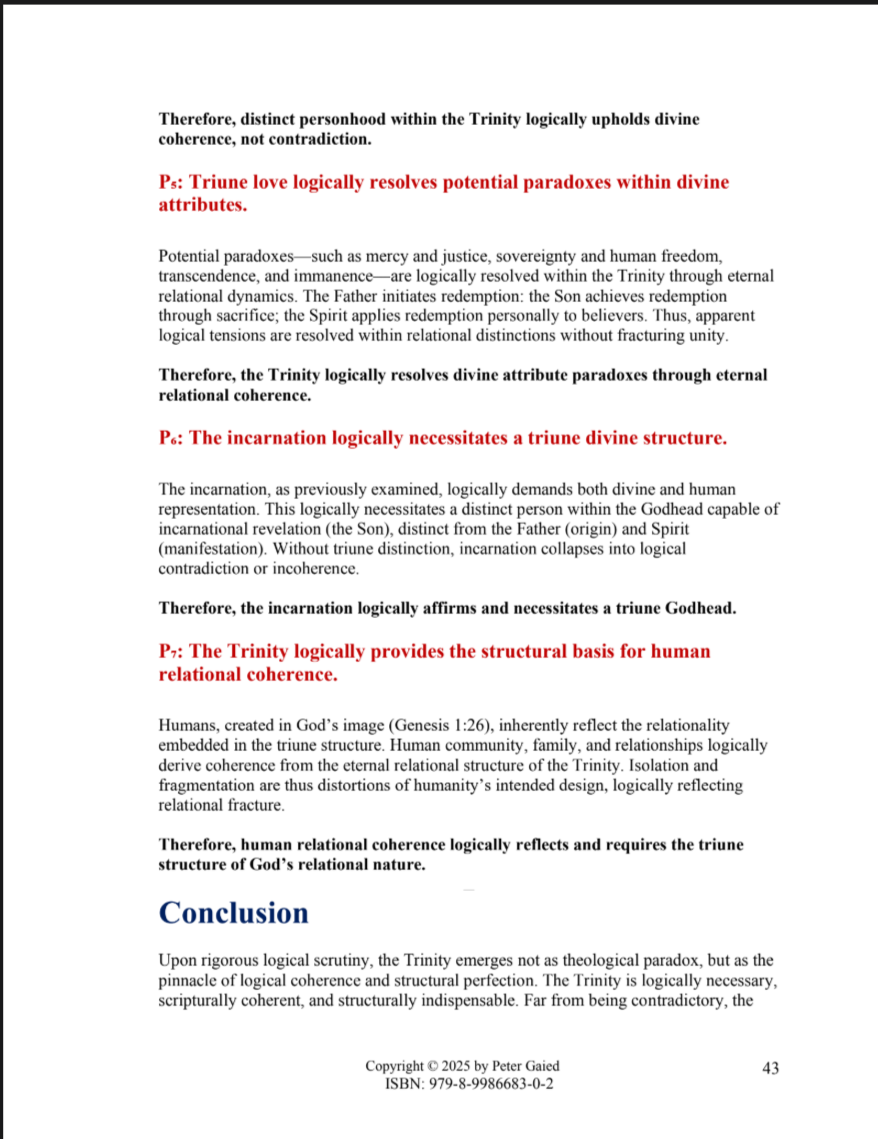 Therefore, distinct personhood within the Trinity logically upholds divine
coherence, not contradiction.
P₅: Triune love logically resolves potential paradoxes within divine
attributes.
Potential paradoxes—such as mercy and justice, sovereignty and human freedom,
transcendence, and immanence—are logically resolved within the Trinity through eternal
relational dynamics. The Father initiates redemption: the Son achieves redemption
through sacrifice; the Spirit applies redemption personally to believers. Thus, apparent
logical tensions are resolved within relational distinctions without fracturing unity.
Therefore, the Trinity logically resolves divine attribute paradoxes through eternal
relational coherence.
P₆: The incarnation logically necessitates a triune divine structure.
The incarnation, as previously examined, logically demands both divine and human
representation. This logically necessitates a distinct person within the Godhead capable of
incarnational revelation (the Son), distinct from the Father (origin) and Spirit
(manifestation). Without triune distinction, incarnation collapses into logical
contradiction or incoherence.
Therefore, the incarnation logically affirms and necessitates a triune Godhead.
P₇: The Trinity logically provides the structural basis for human
relational coherence.
Humans, created in God’s image (Genesis 1:26), inherently reflect the relationality
embedded in the triune structure. Human community, family, and relationships logically
derive coherence from the eternal relational structure of the Trinity. Isolation and
fragmentation are thus distortions of humanity’s intended design, logically reflecting
relational fracture.
Therefore, human relational coherence logically reflects and requires the triune
structure of God’s relational nature.
Conclusion
Upon rigorous logical scrutiny, the Trinity emerges not as theological paradox, but as the
pinnacle of logical coherence and structural perfection. The Trinity is logically necessary,
scripturally coherent, and structurally indispensable. Far from being contradictory, the
Copyright © 2025 by Peter Gaied
ISBN: 979-8-9986683-0-2
43